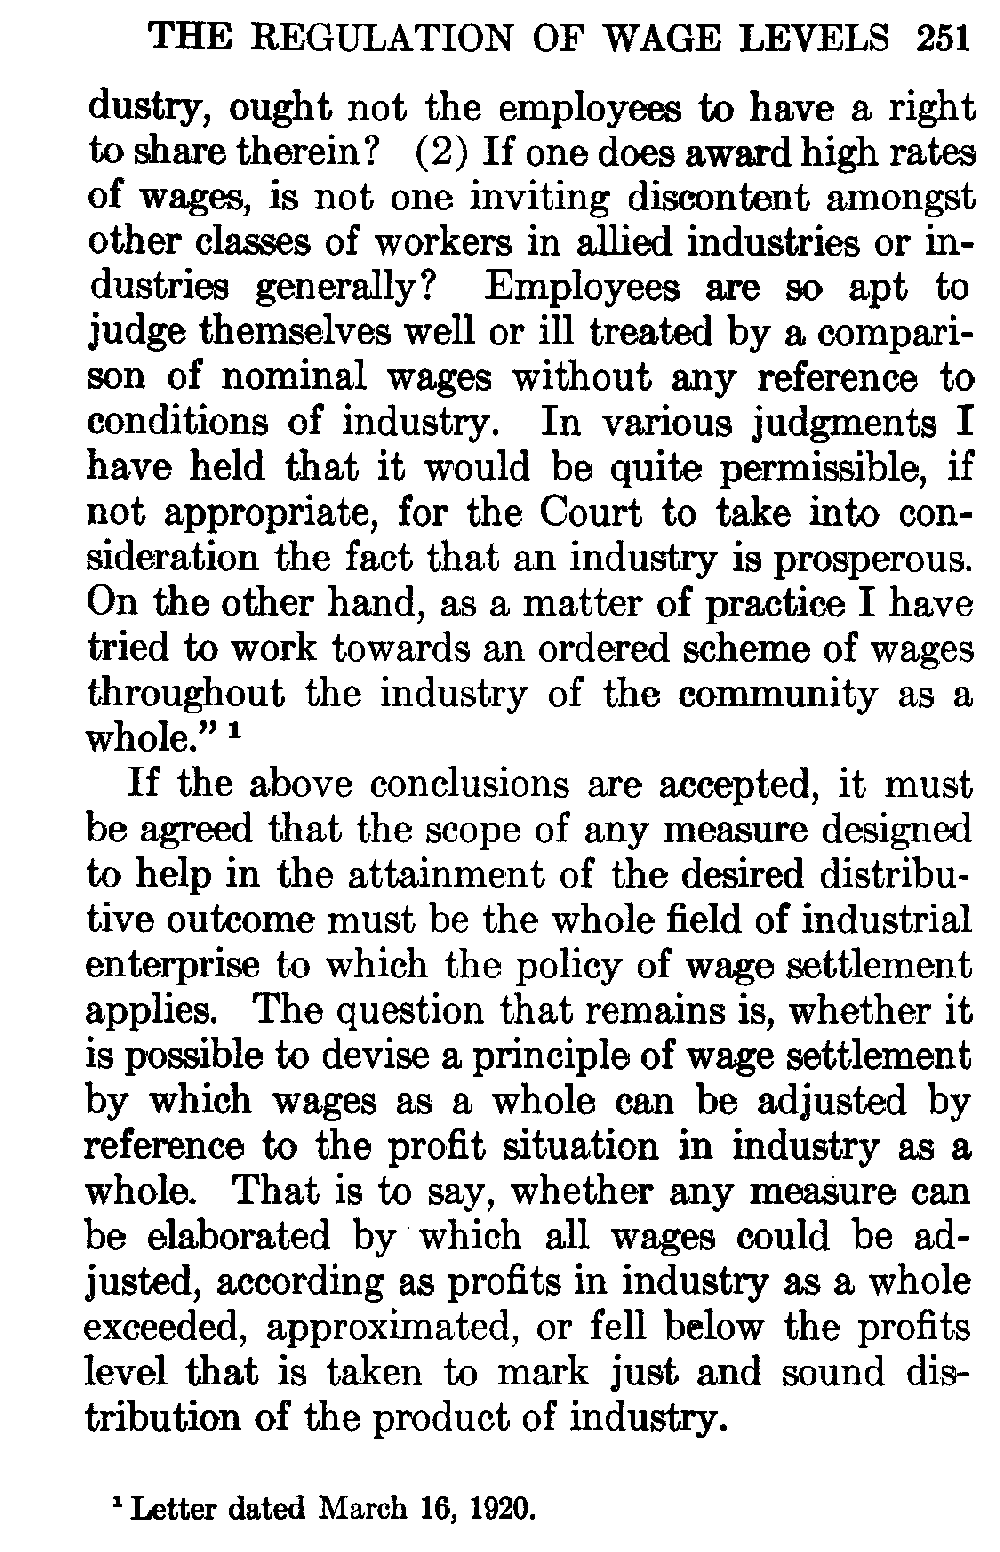 THE REGULATION OF WAGE LEVELS 251
dustry, ought not the employees to have a right
to share therein? (2) If one does award high rates
of wages, is not one inviting discontent amongst
other classes of workers in allied industries or in-
dustries generally? Employees are so apt to
judge themselves well or ill treated by a compari-
son of nominal wages without any reference to
conditions of industry. In various judgments I
have held that it would be quite permissible, if
not appropriate, for the Court to take into con-
sideration the fact that an industry is prosperous.
On the other hand, as a matter of practice I have
tried to work towards an ordered scheme of wages
throughout the industry of the community as a
whole.” ¹
If the above conclusions are accepted, it must
be agreed that the scope of any measure designed
to help in the attainment of the desired distribu-
tive outcome must be the whole field of industrial
enterprise to which the policy of wage settlement
applies. The question that remains is, whether it
is possible to devise a principle of wage settlement
by which wages as a whole can be adjusted by
reference to the profit situation in industry as a
whole. That is to say, whether any measure can
be elaborated by which all wages could be ad-
justed, according as profits in industry as a whole
exceeded, approximated, or fell below the profits
level that is taken to mark just and sound dis-
tribution of the product of industry.
¹ Letter dated March 16, 1920.